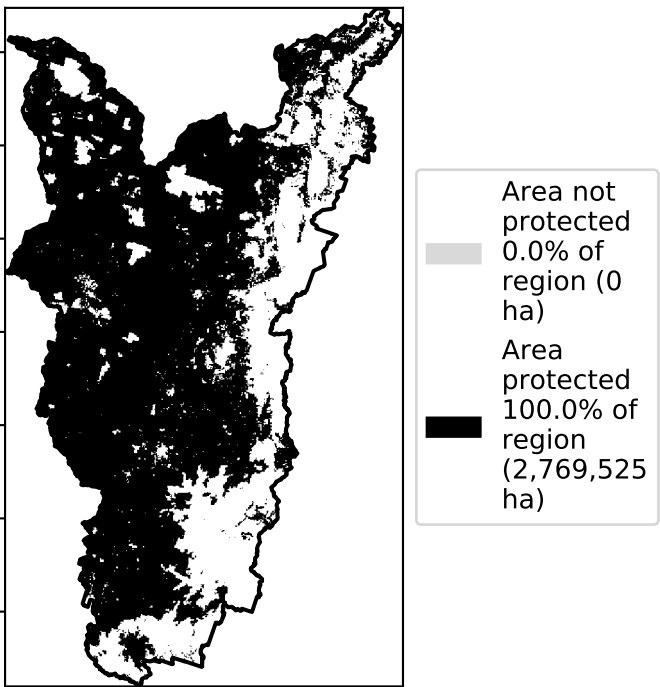 Area not
protected
0.0% of
region (0
ha)
Area
protected
100.0% of
region
(2,769,525
ha)